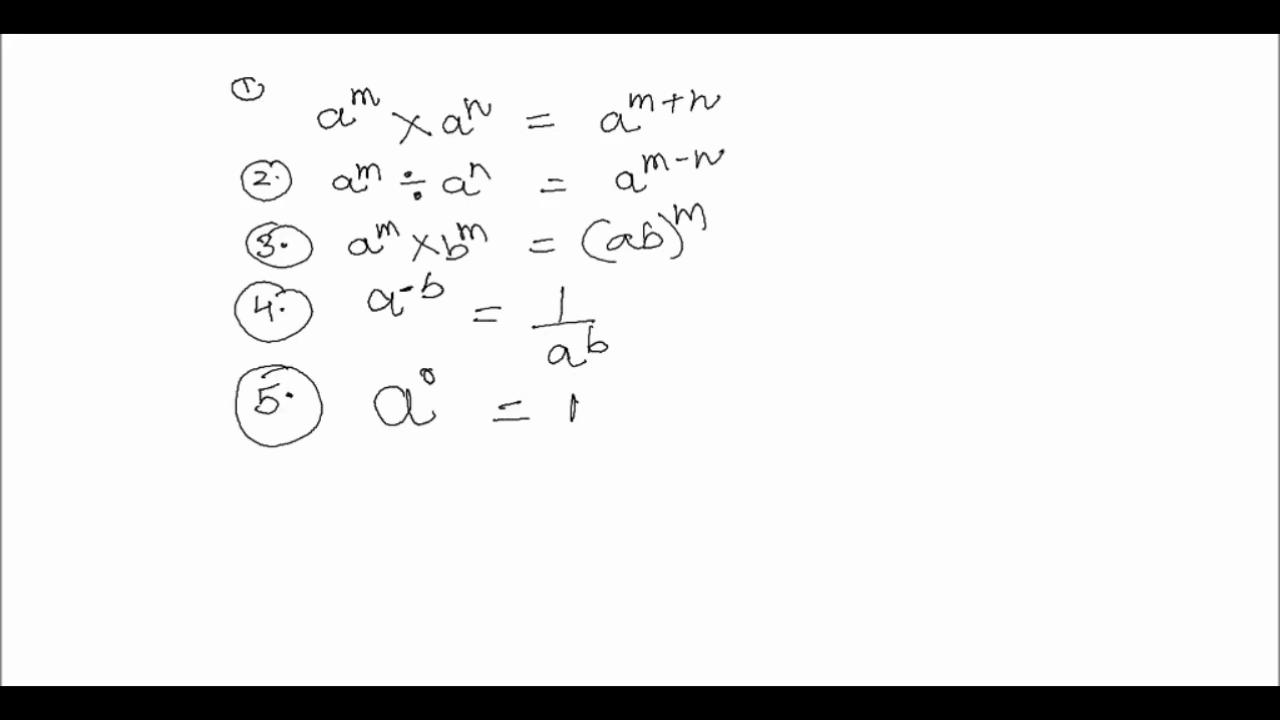 ① a^m × a^n = a^{m+n}
② a^m ÷ a^n = a^{m-n}
③ a^m × b^m = (ab)^m
④ a^{-b} = 1/a^b
⑤ a^0 = 1